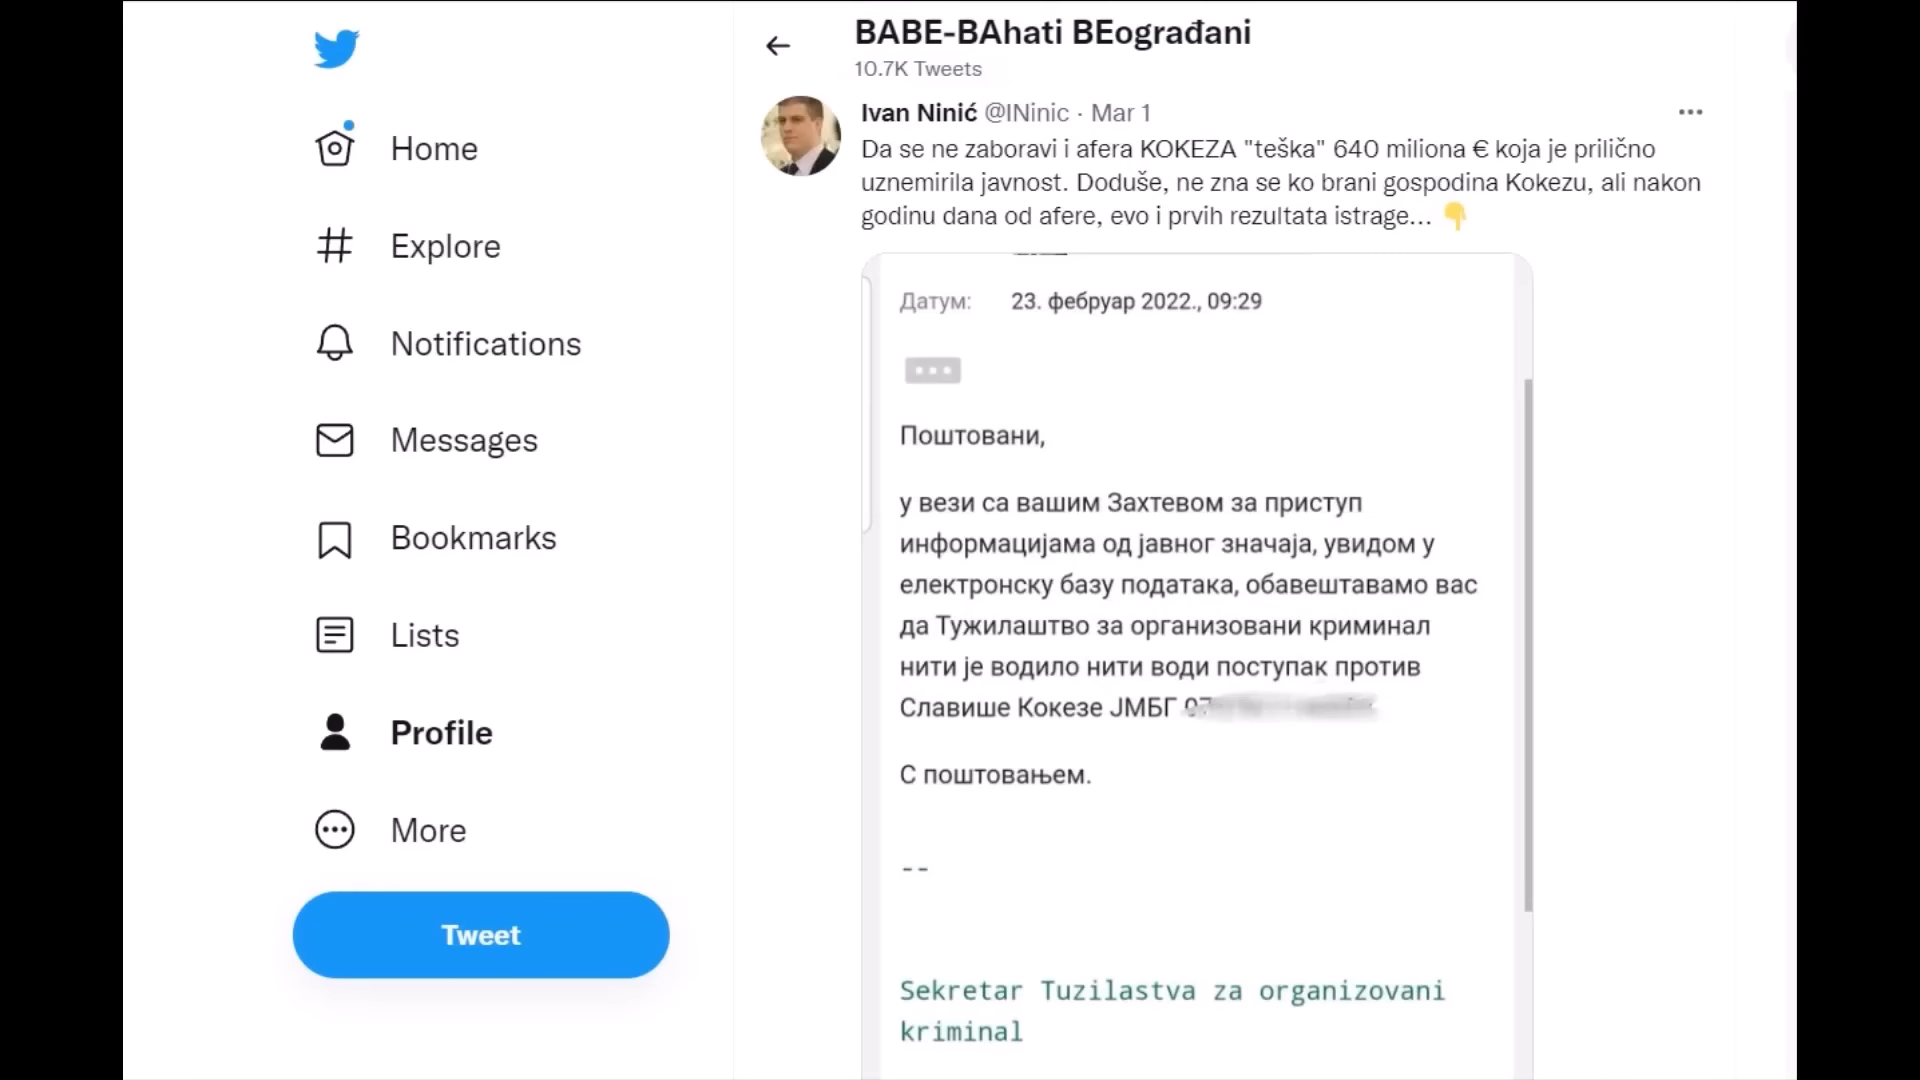 BABE-BAhati BEograđani
10.7K Tweets
Home
Explore
Notifications
Messages
Bookmarks
Lists
Profile
More
Tweet
Ivan Ninić @INinic · Mar 1
Da se ne zaboravi i afera KOKEZA "teška" 640 miliona € koja je prilično
uznemirila javnost. Doduše, ne zna se ko brani gospodina Kokezu, ali nakon
godinu dana od afere, evo i prvih rezultata istrage... 👇
Датум: 23. фебруар 2022., 09:29
Поштовани,
у вези са вашим Захтевом за приступ
информацијама од јавног значаја, увидом у
електронску базу података, обавештавамо вас
да Тужилаштво за организовани криминал
нити је водило нити води поступак против
Славише Кокезе ЈМБГ
С поштовањем.
--
Sekretar Tuzilastva za organizovani
kriminal